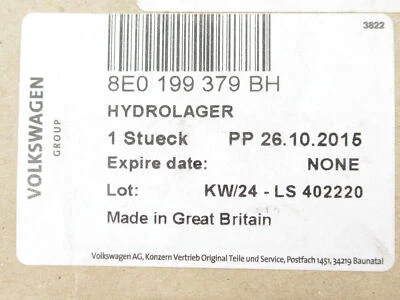 3822
VOLKSWAGEN
GROUP
8E0 199 379 BH
HYDROLAGER
1 Stueck PP 26.10.2015
Expire date: NONE
Lot: KW/24 - LS 402220
Made in Great Britain
Volkswagen AG, Konzern Vertrieb Original Teile und Service, Postfach 1451, 34219 Baunatal